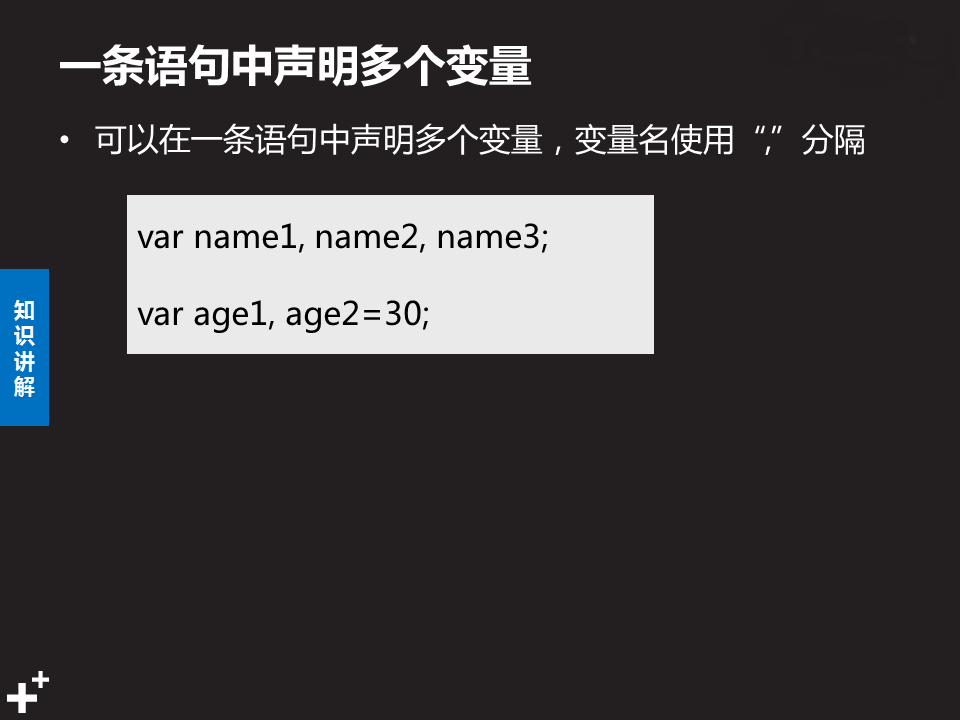 一条语句中声明多个变量
• 可以在一条语句中声明多个变量，变量名使用“,”分隔
var name1, name2, name3;
var age1, age2=30;
知
识
讲
解